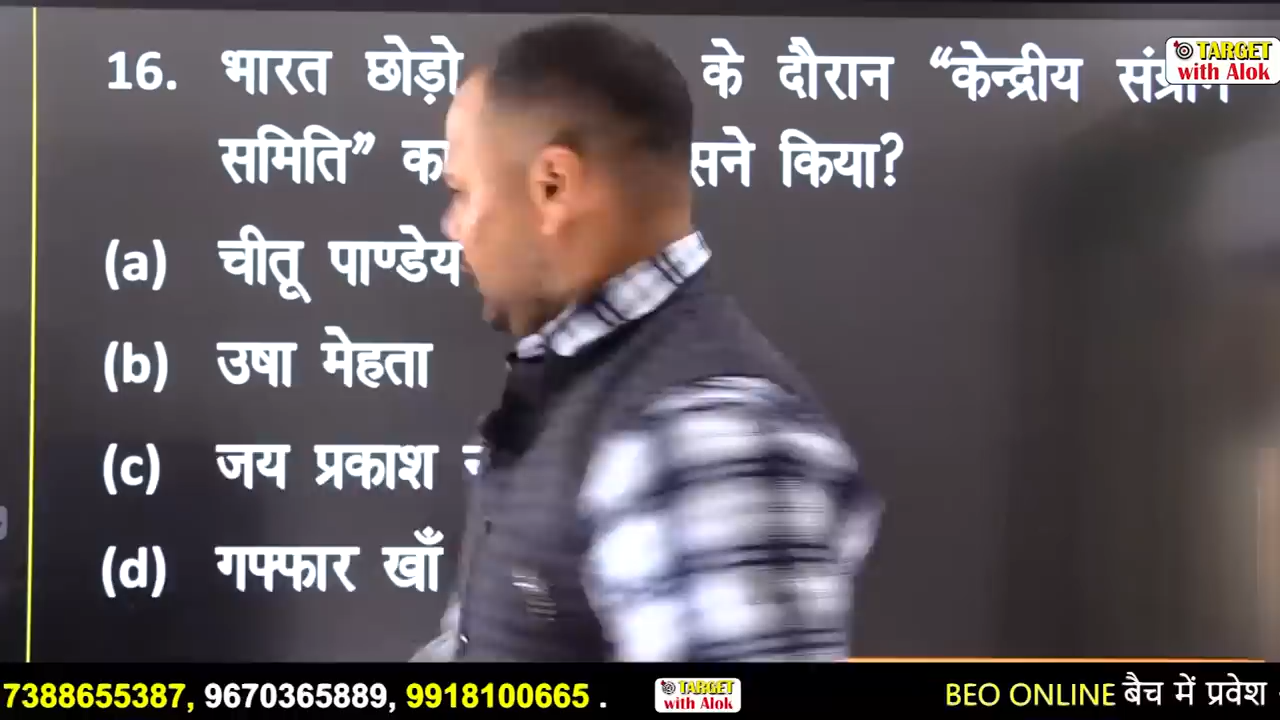 16. भारत छोड़ो के दौरान “केन्द्रीय
समिति” किया?
(a) चीतू पाण्डेय
(b) उषा मेहता
(c) जय प्रकाश
(d) गफ्फार खाँ
TARGET
with Alok
7388655387, 9670365889, 9918100665 .
TARGET
with Alok
BEO ONLINE बैच में प्रवेश